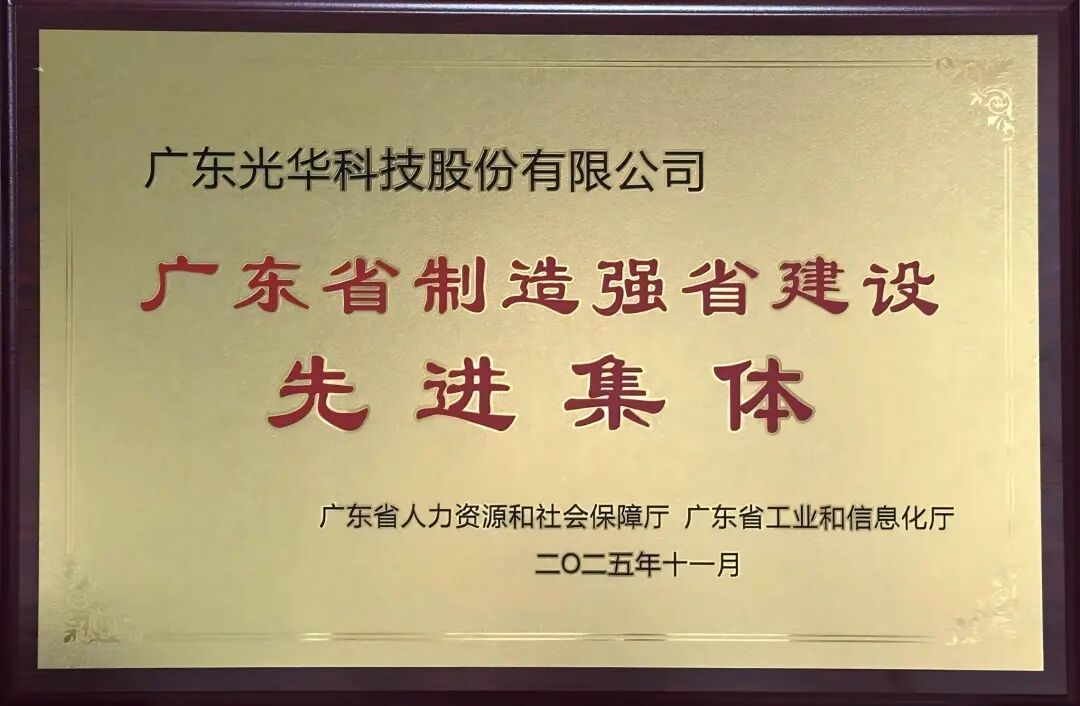 广东光华科技股份有限公司
广东省制造强省建设
先进集体
广东省人力资源和社会保障厅 广东省工业和信息化厅
二〇二五年十一月